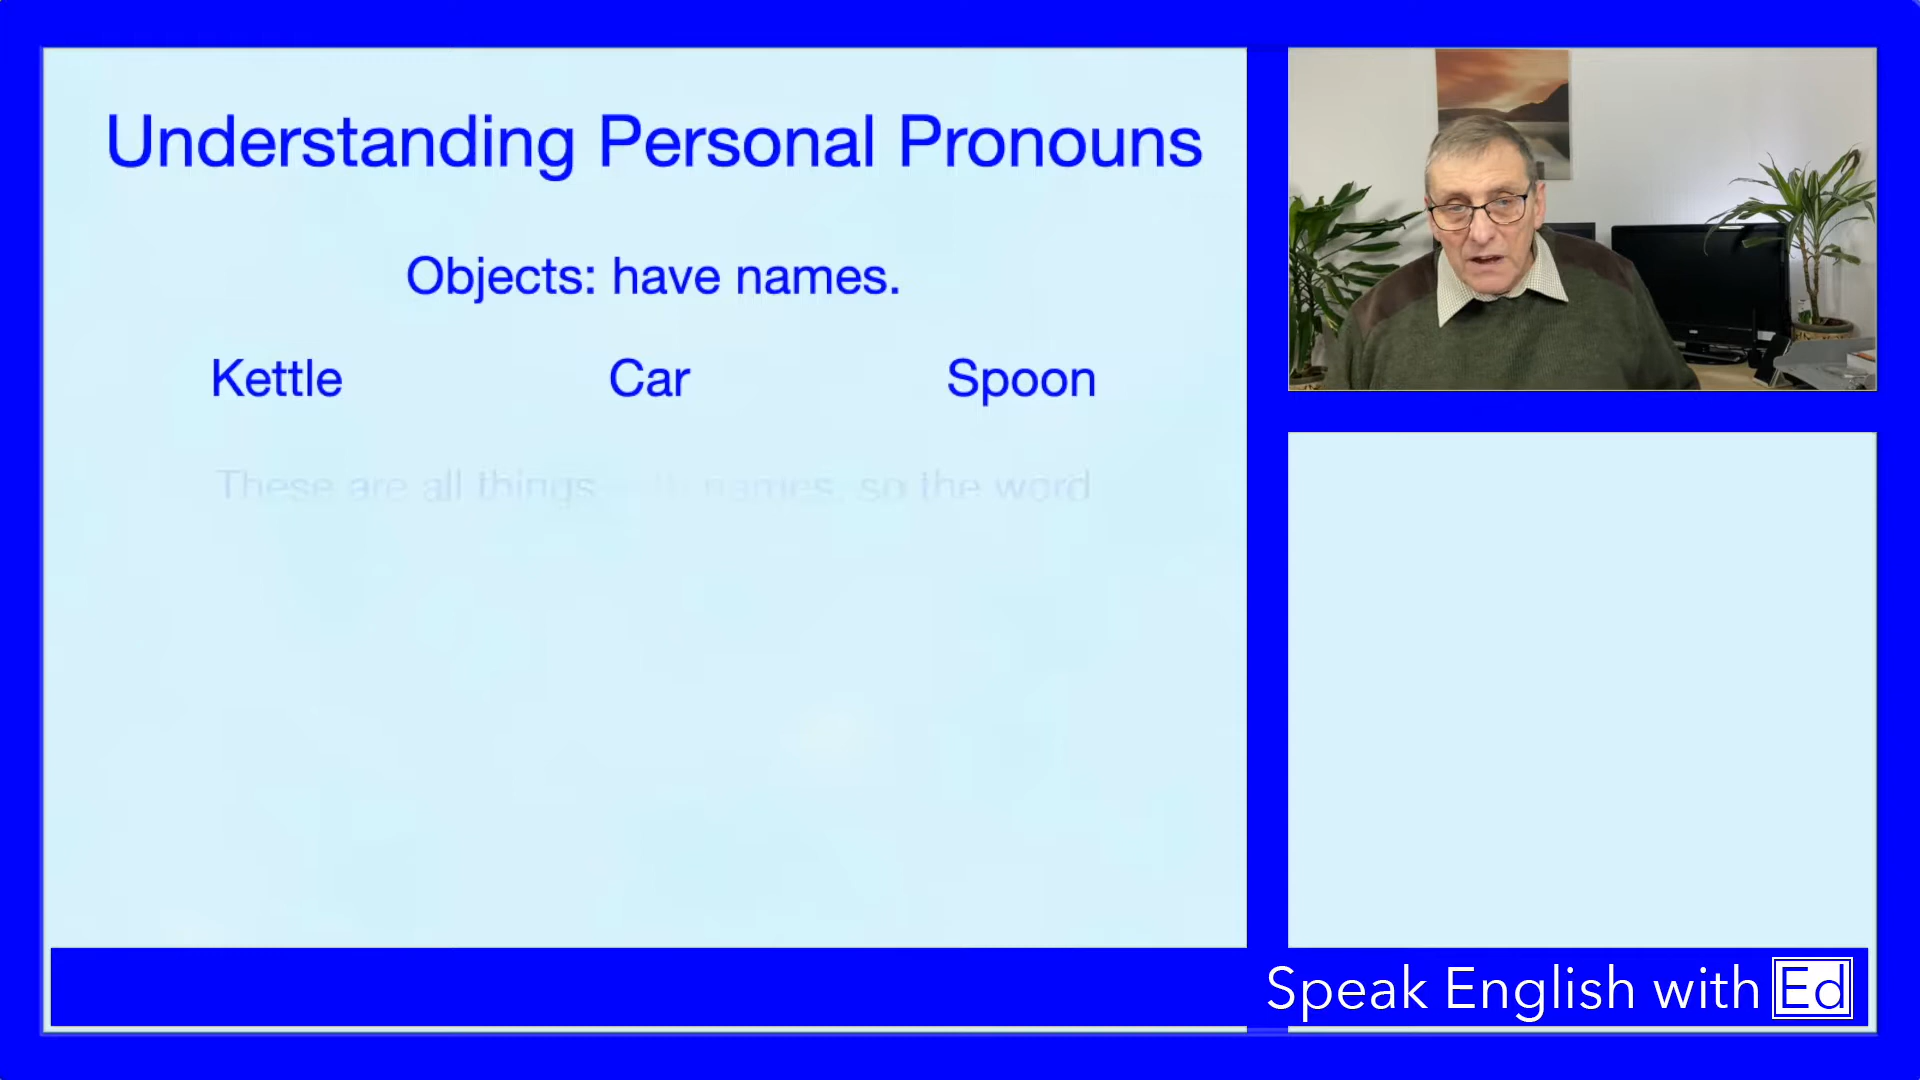 Understanding Personal Pronouns
Objects: have names.
Kettle Car Spoon
These are all things names, so the word
Speak English with Ed